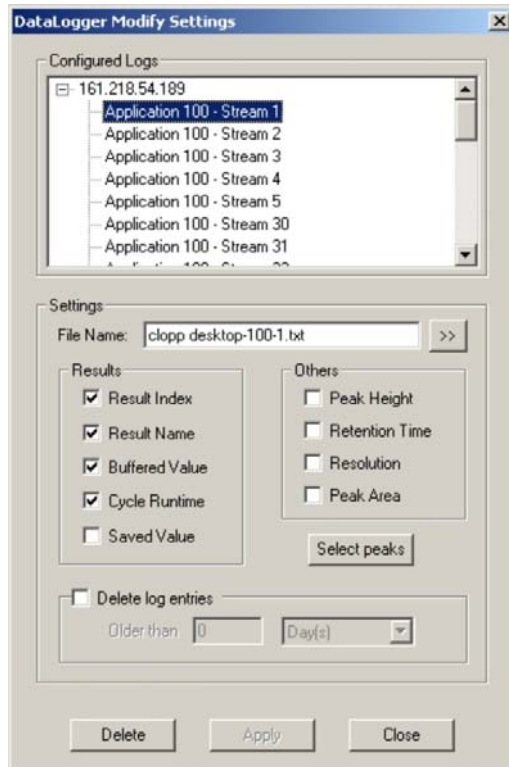 DataLogger Modify Settings
Configured Logs
161.218.54.189
Application 100 - Stream 1
Application 100 - Stream 2
Application 100 - Stream 3
Application 100 - Stream 4
Application 100 - Stream 5
Application 100 - Stream 30
Application 100 - Stream 31
Settings
File Name: clopp desktop-100-1.txt >>
Results
Result Index
Result Name
Buffered Value
Cycle Runtime
Saved Value
Others
Peak Height
Retention Time
Resolution
Peak Area
Select peaks
Delete log entries
Older than 0 Day(s)
Delete Apply Close